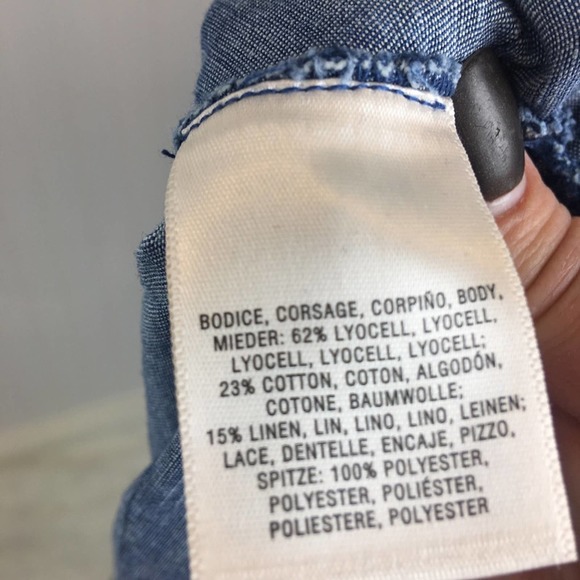 BODICE, CORSAGE, CORPIÑO, BODY,
MIEDER: 62% LYOCELL, LYOCELL,
LYOCELL, LYOCELL, LYOCELL;
23% COTTON, COTON, ALGODÓN,
COTONE, BAUMWOLLE;
15% LINEN, LIN, LINO, LINO, LEINEN;
LACE, DENTELLE, ENCAJE, PIZZO,
SPITZE: 100% POLYESTER,
POLYESTER, POLIÉSTER,
POLIESTERE, POLYESTER